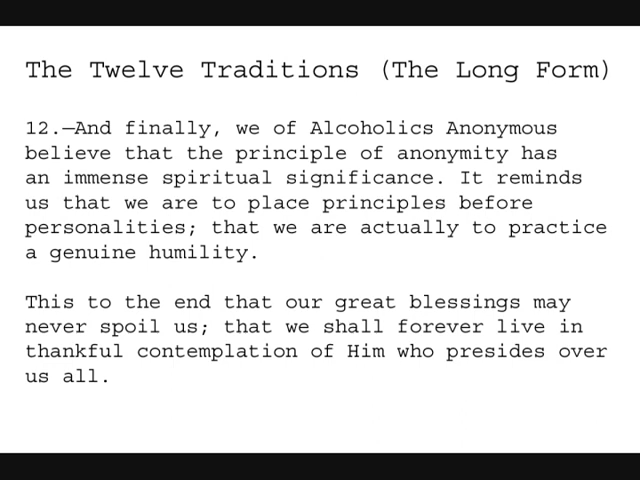 The Twelve Traditions (The Long Form)
12.—And finally, we of Alcoholics Anonymous
believe that the principle of anonymity has
an immense spiritual significance. It reminds
us that we are to place principles before
personalities; that we are actually to practice
a genuine humility.
This to the end that our great blessings may
never spoil us; that we shall forever live in
thankful contemplation of Him who presides over
us all.